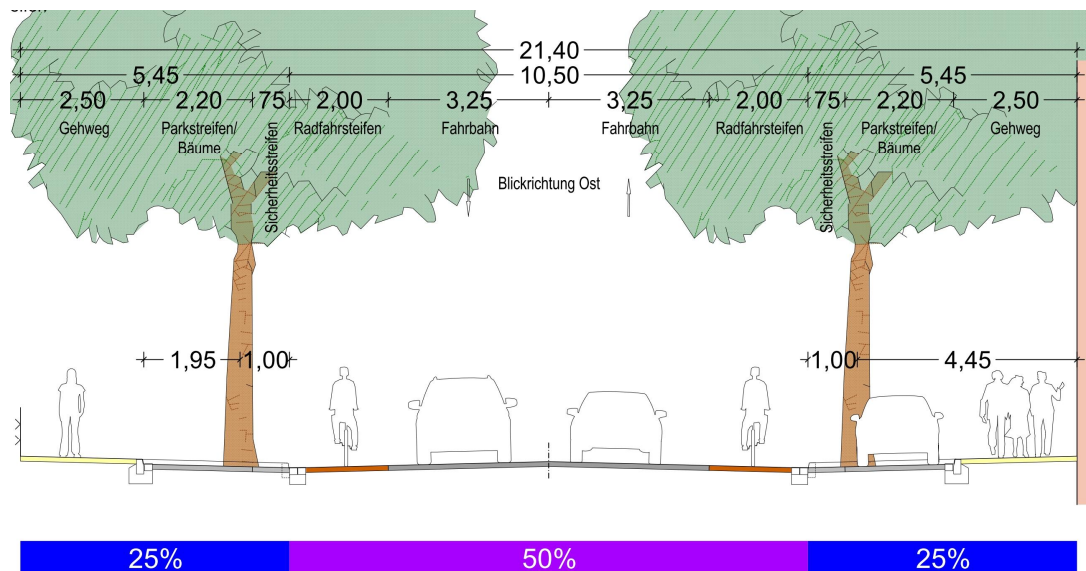 21,40
5,45 10,50 5,45
2,50 2,20 75 2,00 3,25 3,25 2,00 75 2,20 2,50
Gehweg Parkstreifen/ Radfahrsteifen Fahrbahn Fahrbahn Radfahrsteifen Parkstreifen/ Gehweg
Bäume Bäume
Sicherheitsstreifen Sicherheitsstreifen
Blickrichtung Ost
1,95 1,00 1,00 4,45
25% 50% 25%